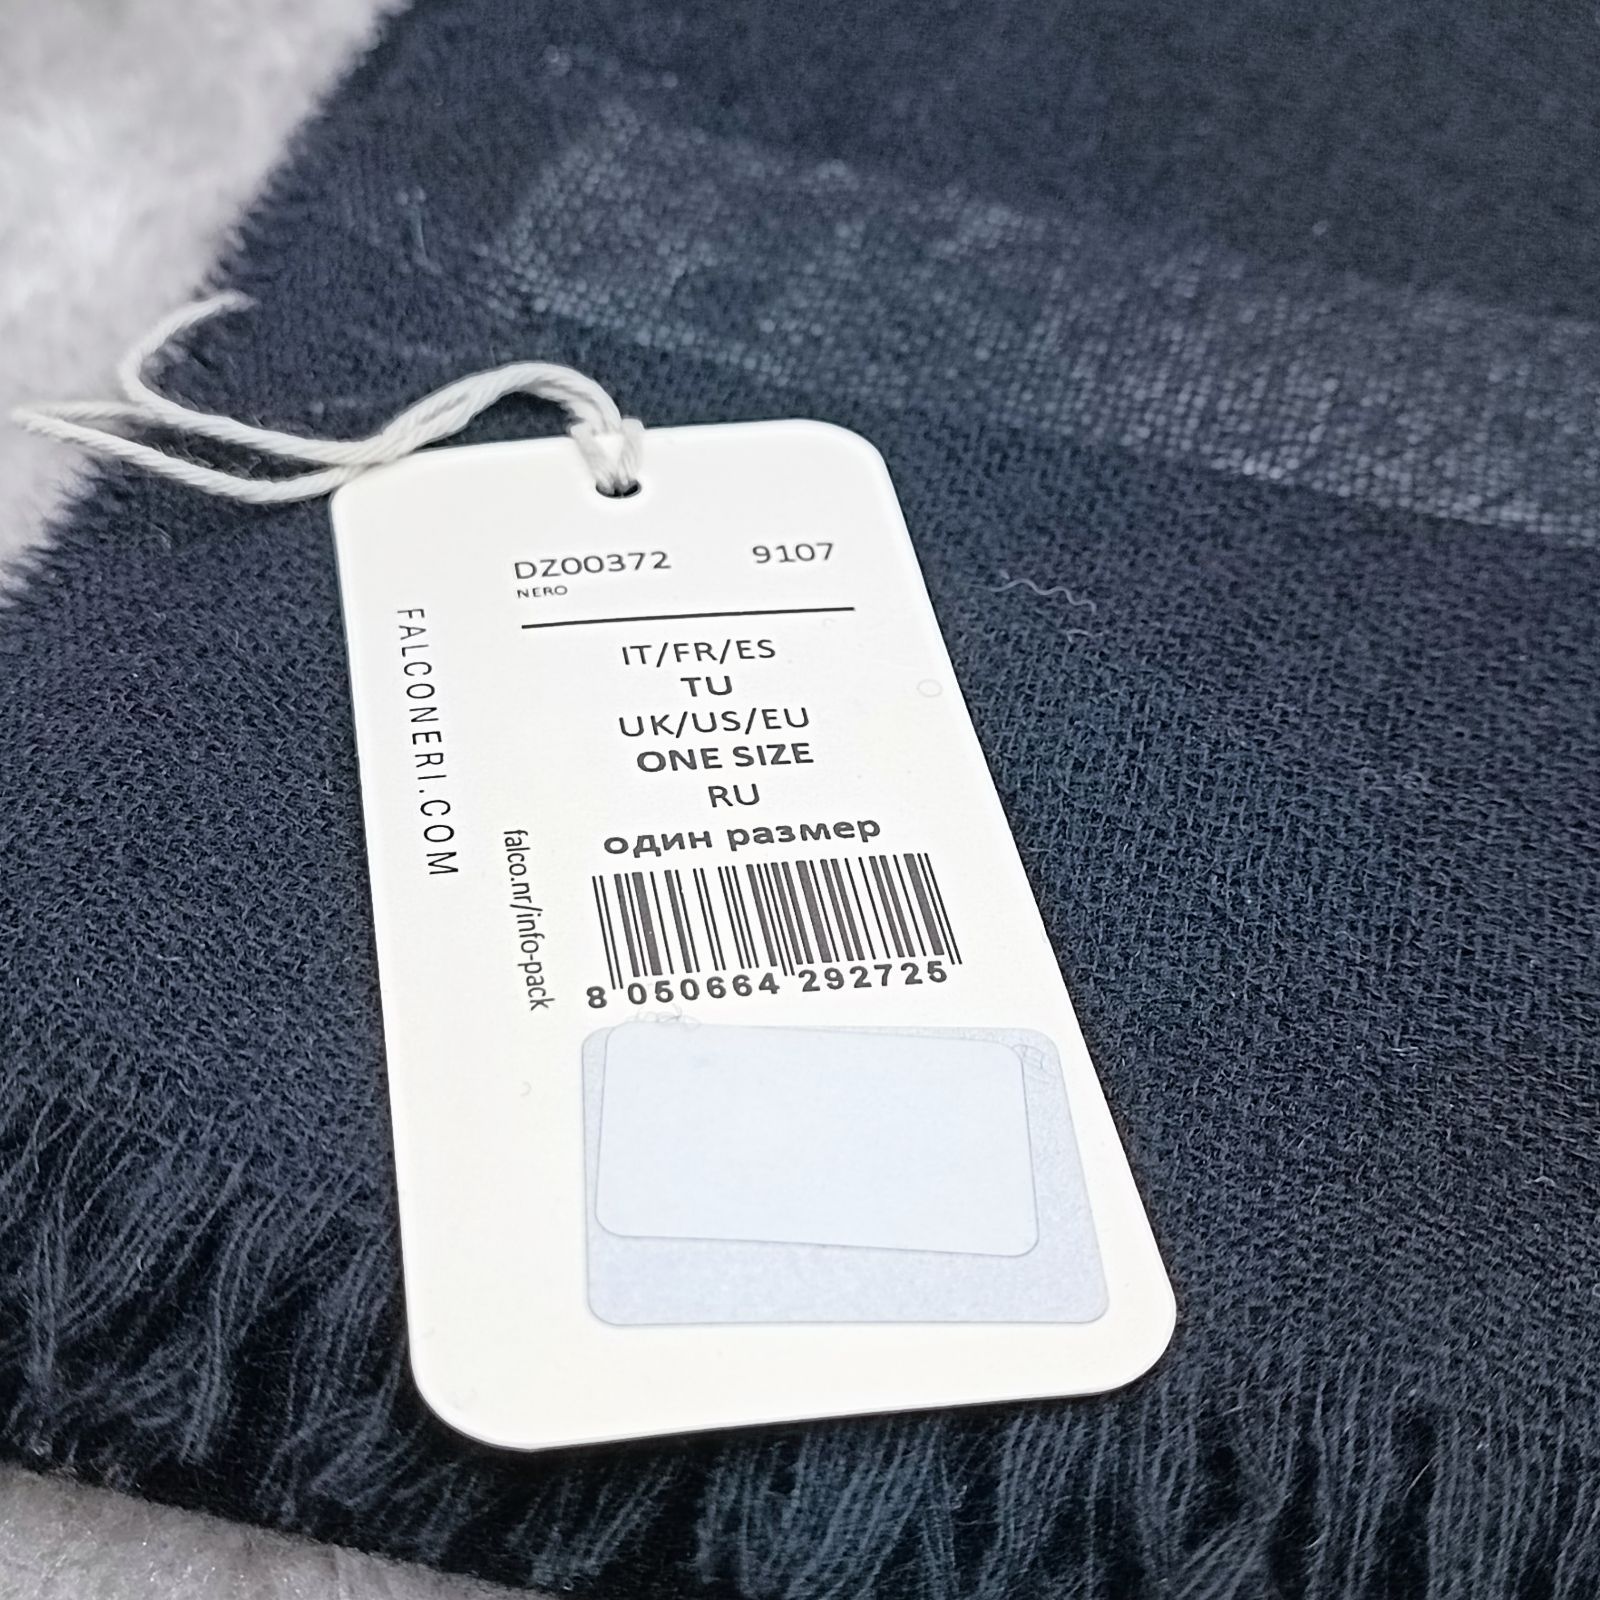 DZ00372 9107
NERO
IT/FR/ES
TU
UK/US/EU
ONE SIZE
RU
один размер
8 050664 292725
FALCONERI.COM
falco.nr/info-pack